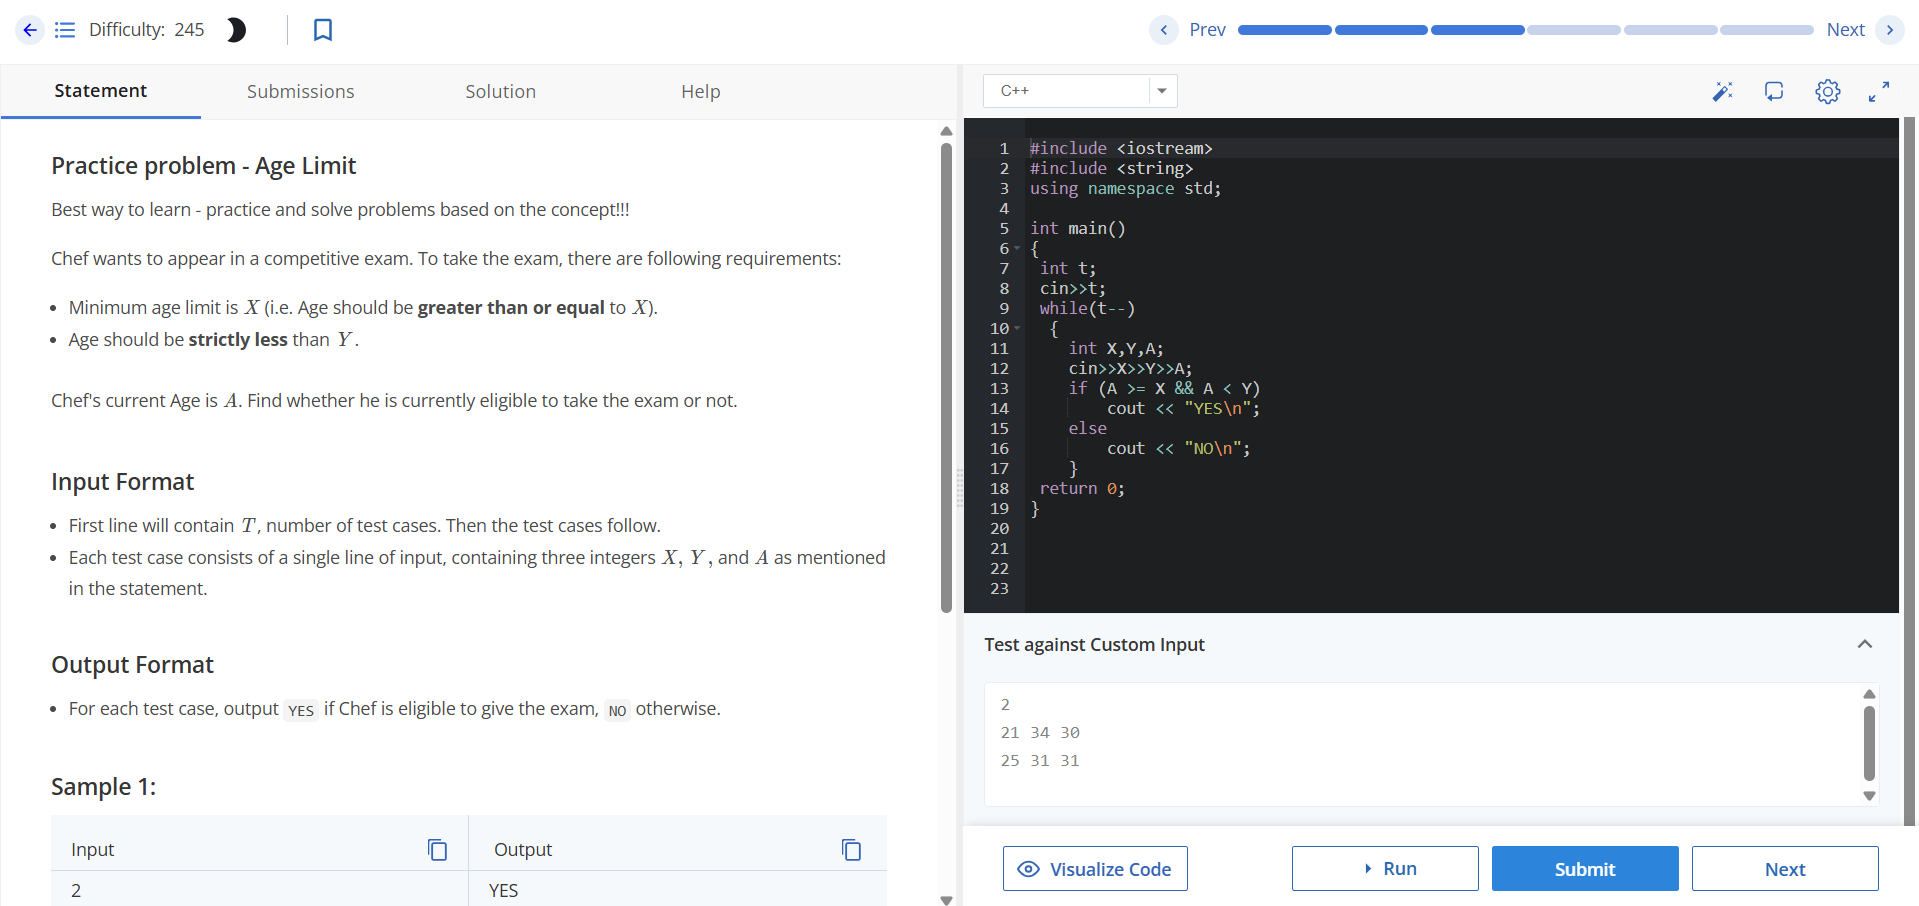 Difficulty: 245
Prev
Next
Statement
Submissions
Solution
Help
Practice problem - Age Limit
Best way to learn - practice and solve problems based on the concept!!!
Chef wants to appear in a competitive exam. To take the exam, there are following requirements:
• Minimum age limit is X (i.e. Age should be greater than or equal to X).
• Age should be strictly less than Y.
Chef's current Age is A. Find whether he is currently eligible to take the exam or not.
Input Format
• First line will contain T, number of test cases. Then the test cases follow.
• Each test case consists of a single line of input, containing three integers X, Y, and A as mentioned
in the statement.
Output Format
• For each test case, output YES if Chef is eligible to give the exam, NO otherwise.
Sample 1:
Input
Output
2
YES
C++
1 #include <iostream>
2 #include <string>
3 using namespace std;
4
5 int main()
6 {
7 int t;
8 cin>>t;
9 while(t--)
10 {
11 int X,Y,A;
12 cin>>X>>Y>>A;
13 if (A >= X && A < Y)
14 cout << "YES\n";
15 else
16 cout << "NO\n";
17 }
18 return 0;
19 }
20
21
22
23
Test against Custom Input
2
21 34 30
25 31 31
Visualize Code
Run
Submit
Next